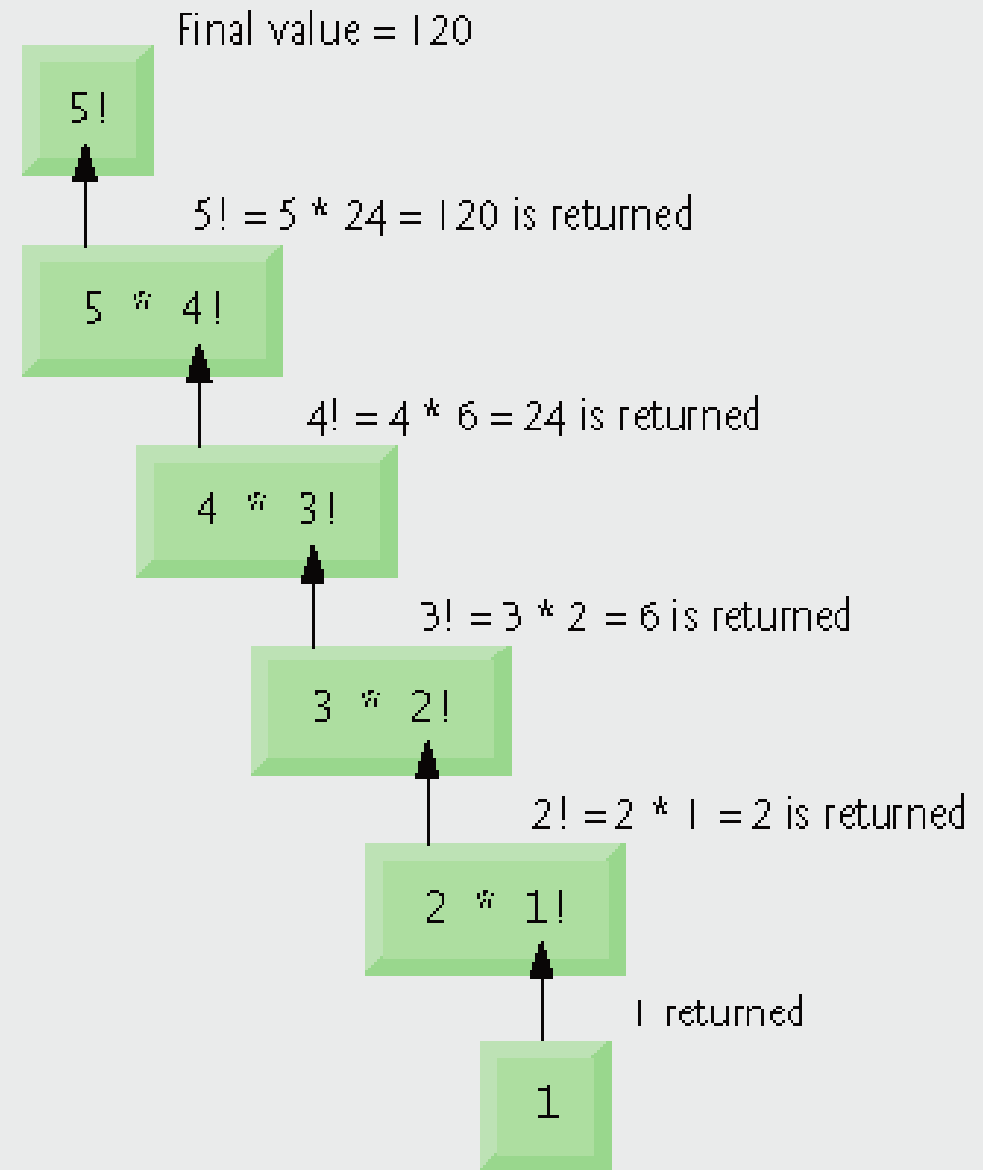 Final value = 120
5!
5! = 5 * 24 = 120 is returned
5 * 4!
4! = 4 * 6 = 24 is returned
4 * 3!
3! = 3 * 2 = 6 is returned
3 * 2!
2! = 2 * 1 = 2 is returned
2 * 1!
1 returned
1